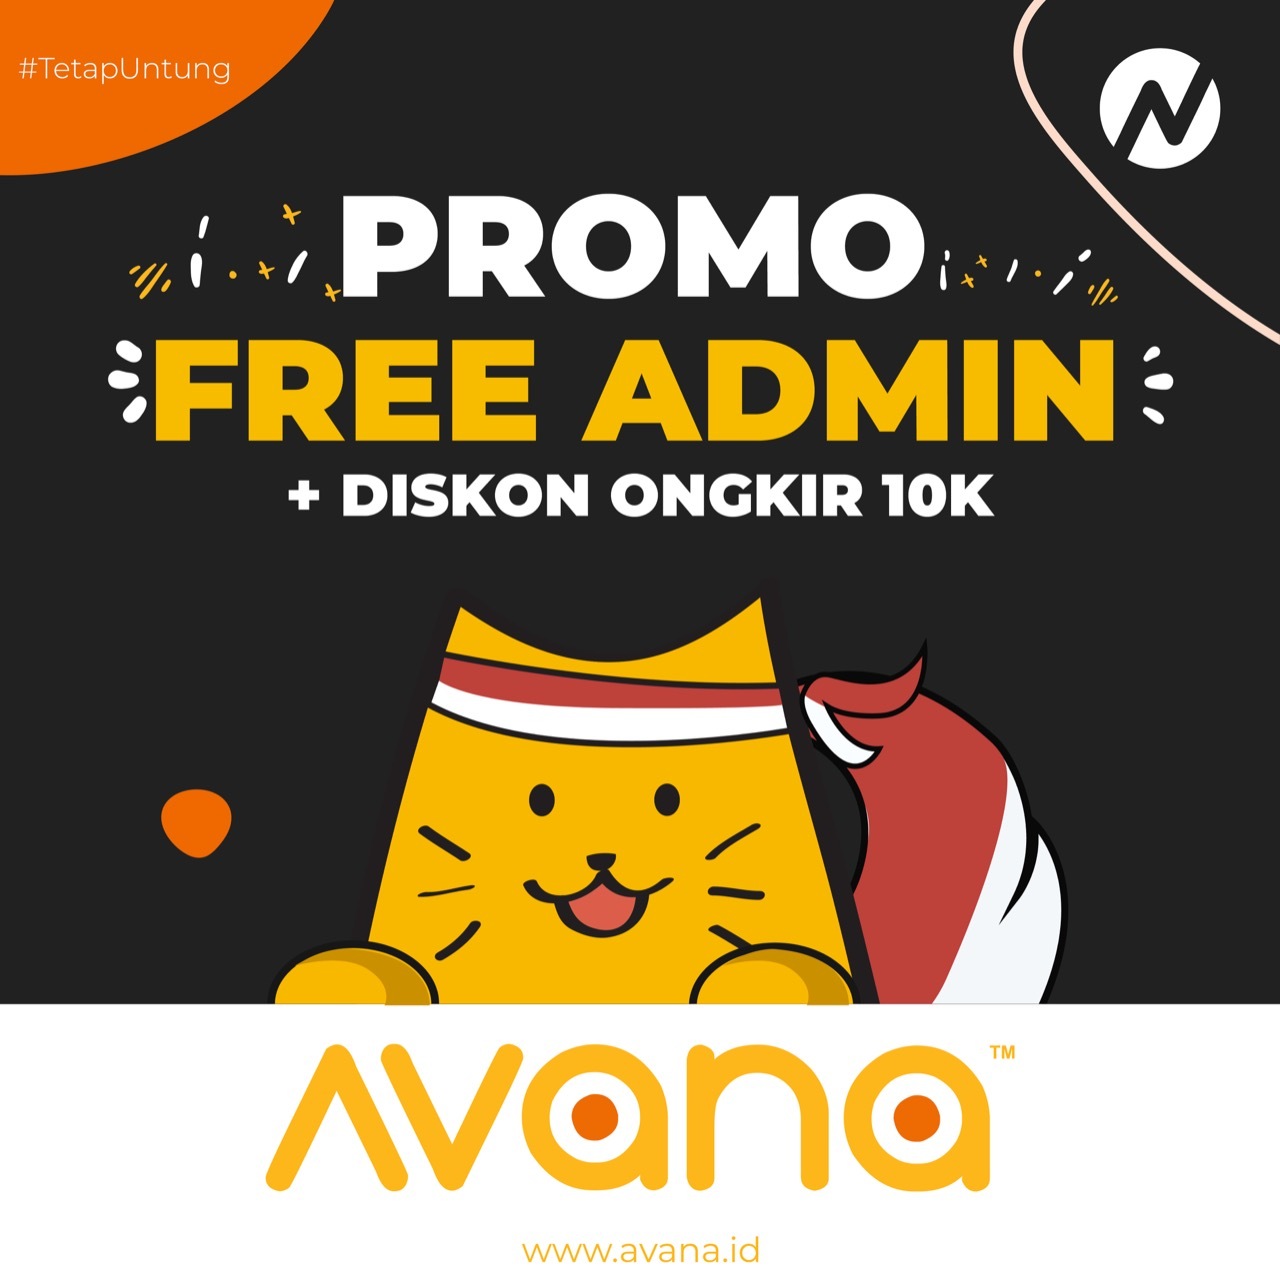 #TetapUntung
PROMO
FREE ADMIN
+ DISKON ONGKIR 10K
AVana™
www.avana.id